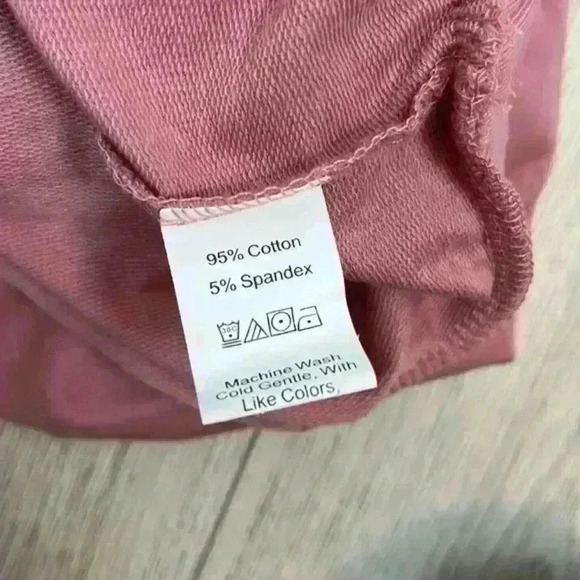 95% Cotton
5% Spandex
Machine Wash
Cold Gentle, With
Like Colors,